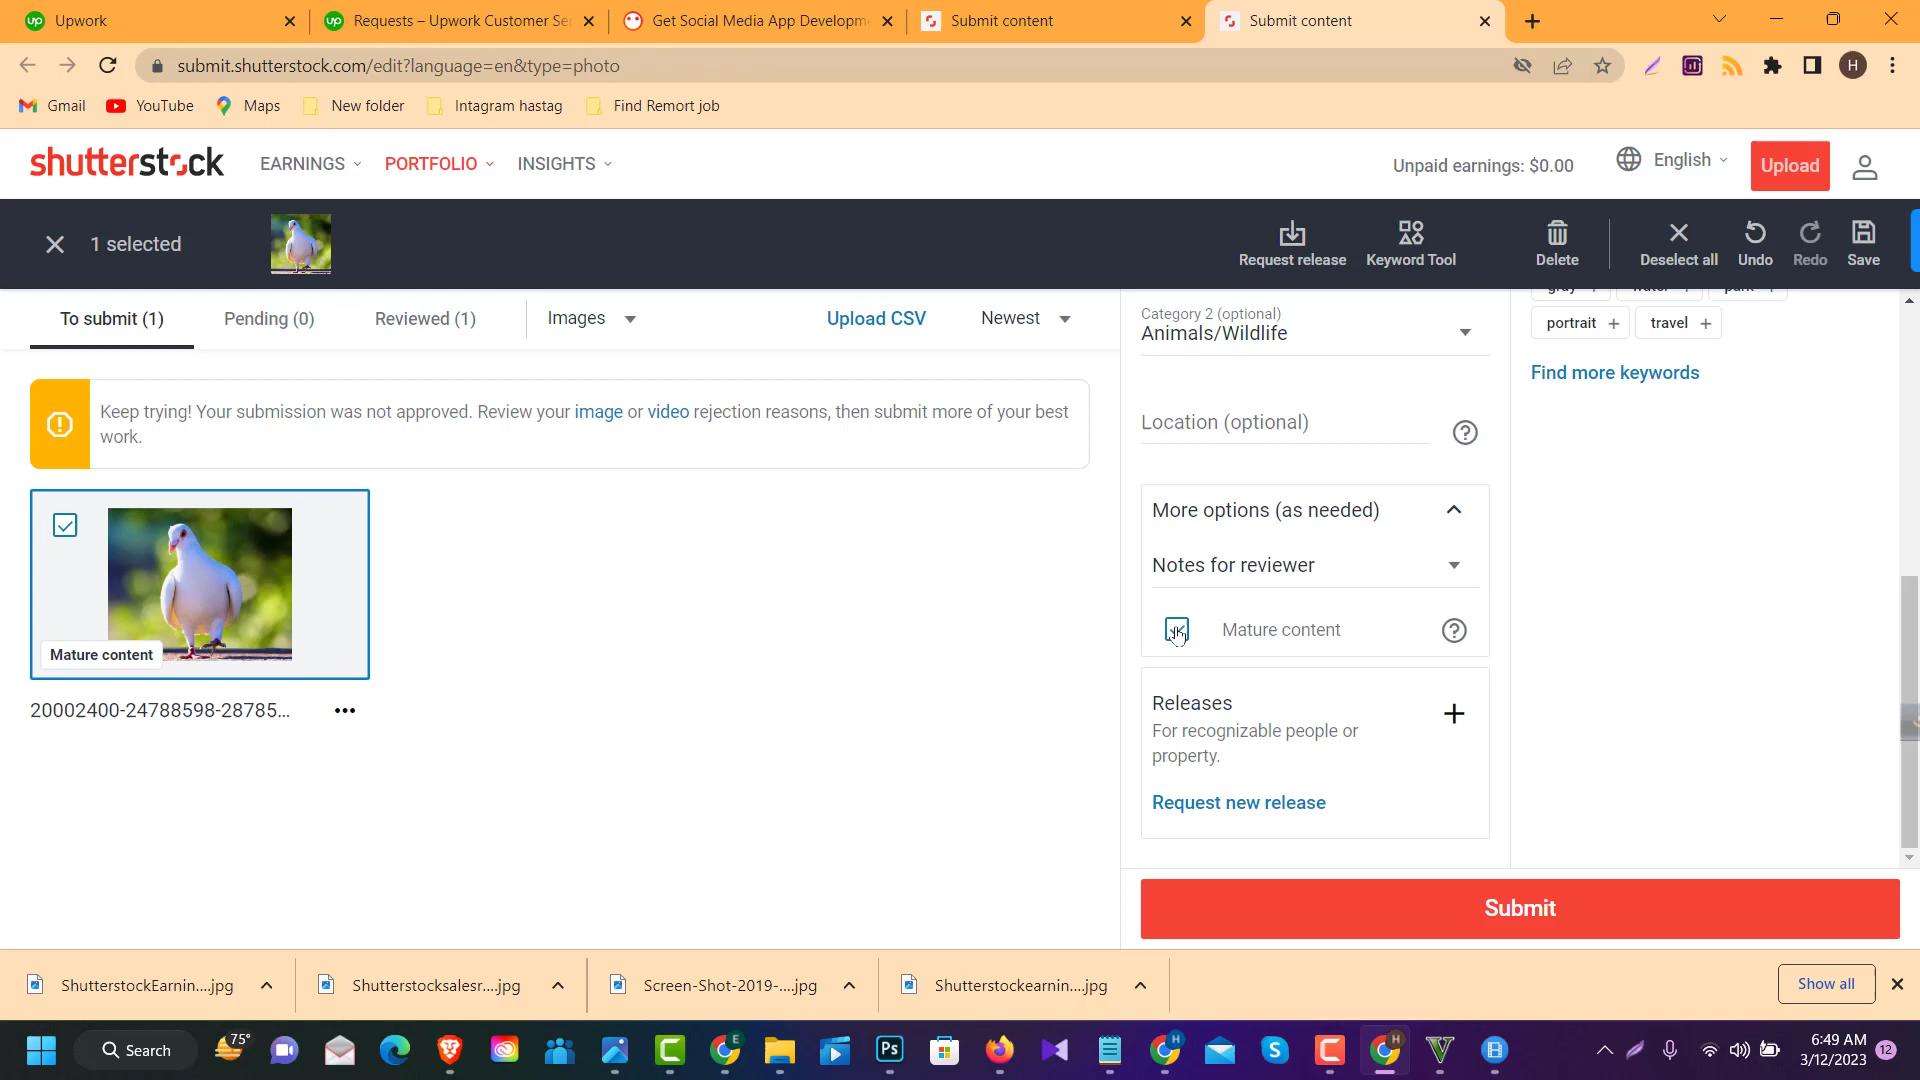 Upwork
Requests – Upwork Customer Se
Get Social Media App Developm
Submit content
Submit content
submit.shutterstock.com/edit?language=en&type=photo
H
Gmail
YouTube
Maps
New folder
Intagram hastag
Find Remort job
shutterstock
EARNINGS
PORTFOLIO
INSIGHTS
Unpaid earnings: $0.00
English
Upload
1 selected
Request release
Keyword Tool
Delete
Deselect all
Undo
Redo
Save
To submit (1)
Pending (0)
Reviewed (1)
Images
Upload CSV
Newest
Keep trying! Your submission was not approved. Review your image or video rejection reasons, then submit more of your best
work.
Mature content
20002400-24788598-28785...
Category 2 (optional)
Animals/Wildlife
Location (optional)
More options (as needed)
Notes for reviewer
Mature content
Releases
For recognizable people or
property.
Request new release
gray +
water +
park +
portrait +
travel +
Find more keywords
Submit
ShutterstockEarnin....jpg
Shutterstocksalesr....jpg
Screen-Shot-2019-....jpg
Shutterstockearnin....jpg
Show all
Search
75°
6:49 AM
3/12/2023
12